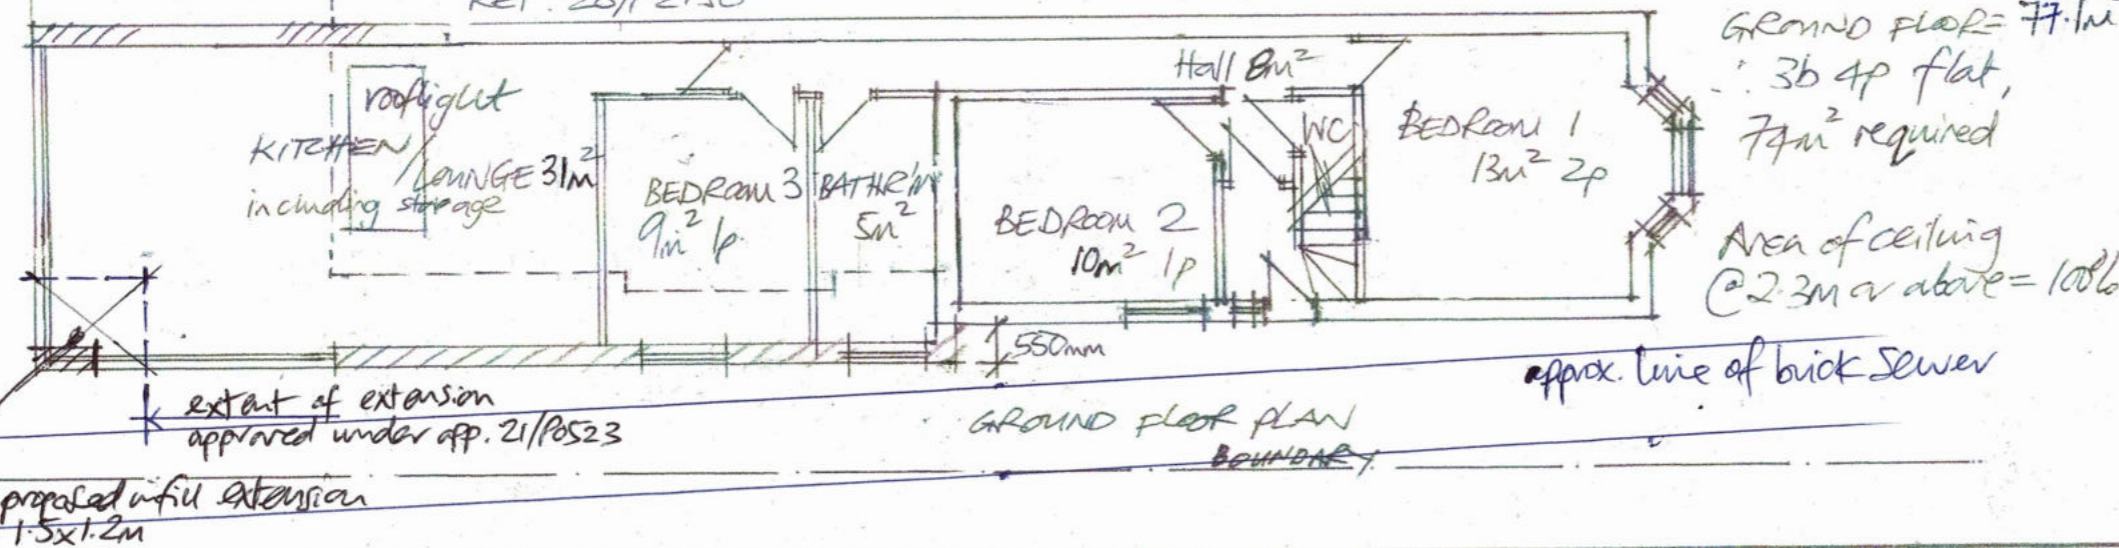 GROUND FLOOR = 77.1m
∴ 3b 4p flat,
74m² required
Area of ceiling
@ 2.3m or above = 100%
Hall 8m²
rooflight
KITCHEN/
LOUNGE 31m²
including storage
BEDROOM 3
9m² 1p
BATHR'M
5m²
BEDROOM 2
10m² 1p
WC
BEDROOM 1
13m² 2p
550mm
approx. line of brick sewer
extent of extension
approved under app. 21/P0523
GROUND FLOOR PLAN
BOUNDARY
proposed infill extension
1.5x1.2m